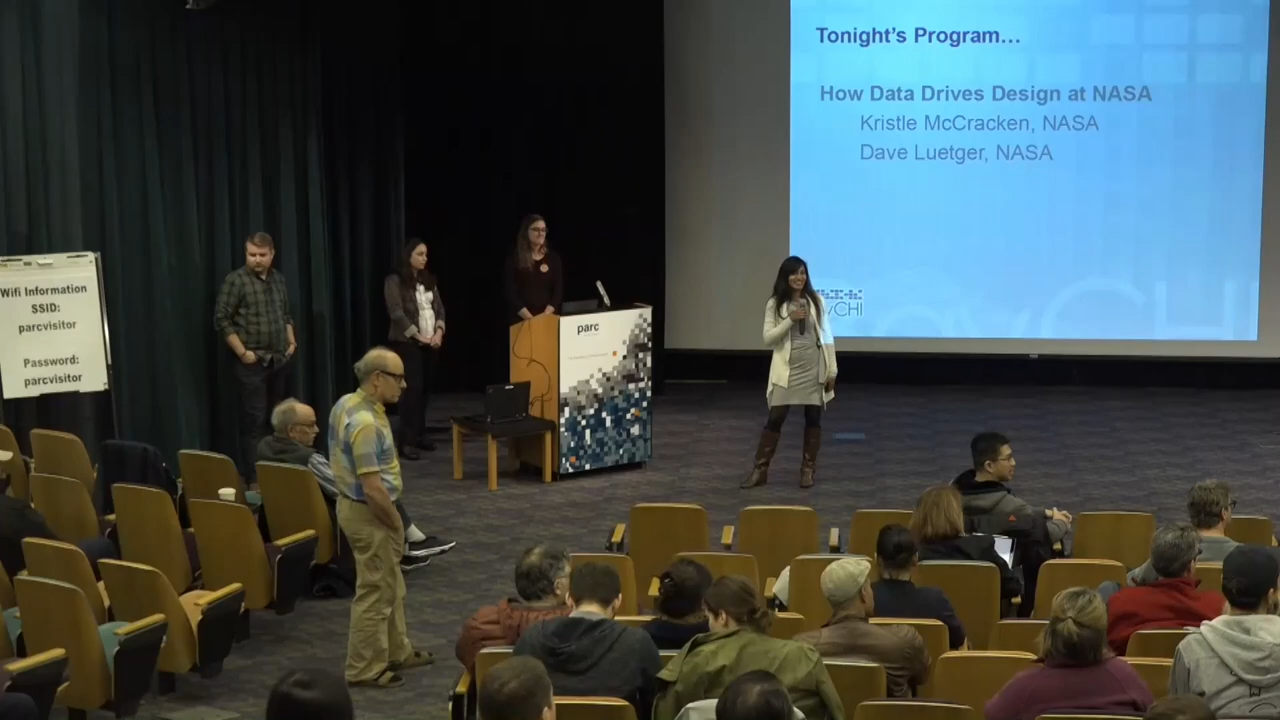 Tonight's Program...
How Data Drives Design at NASA
Kristle McCracken, NASA
Dave Luetger, NASA
Wifi Information
SSID:
parcvisitor
Password:
parcvisitor
parc